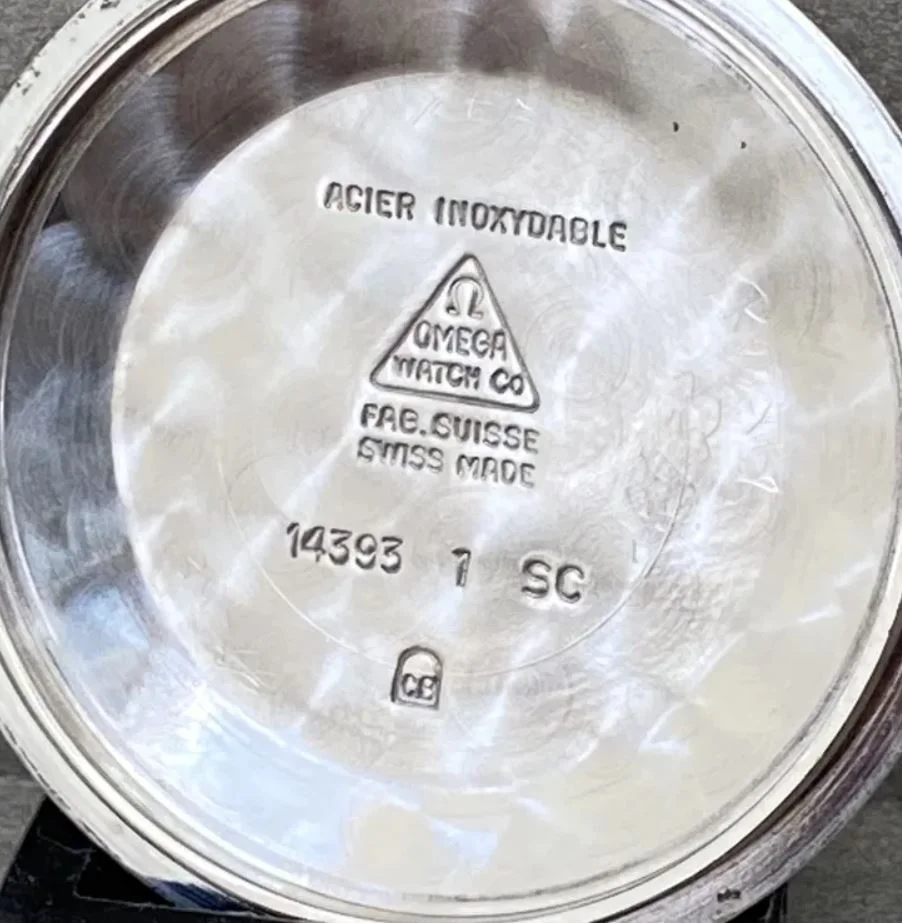 ACIER INOXYDABLE
Ω
OMEGA
WATCH Co
FAB.SUISSE
SWISS MADE
14393 1 SC
CB